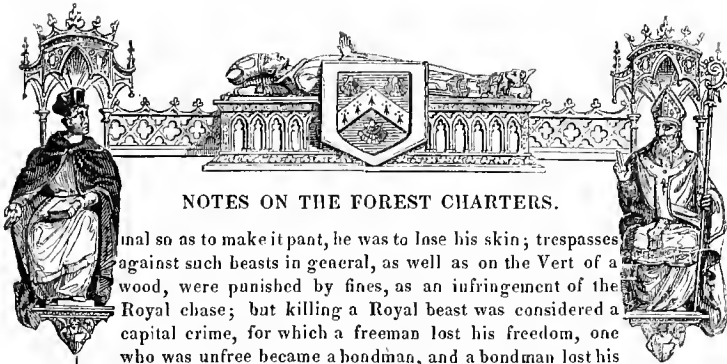 NOTES ON THE FOREST CHARTERS.
mal so as to make it pant, he was to lose his skin; trespasses
against such beasts in general, as well as on the Vert of a
wood, were punished by fines, as an infringement of the
Royal chase; but killing a Royal beast was considered a
capital crime, for which a freeman lost his freedom, one
who was unfree became a bondman, and a bondman lost his